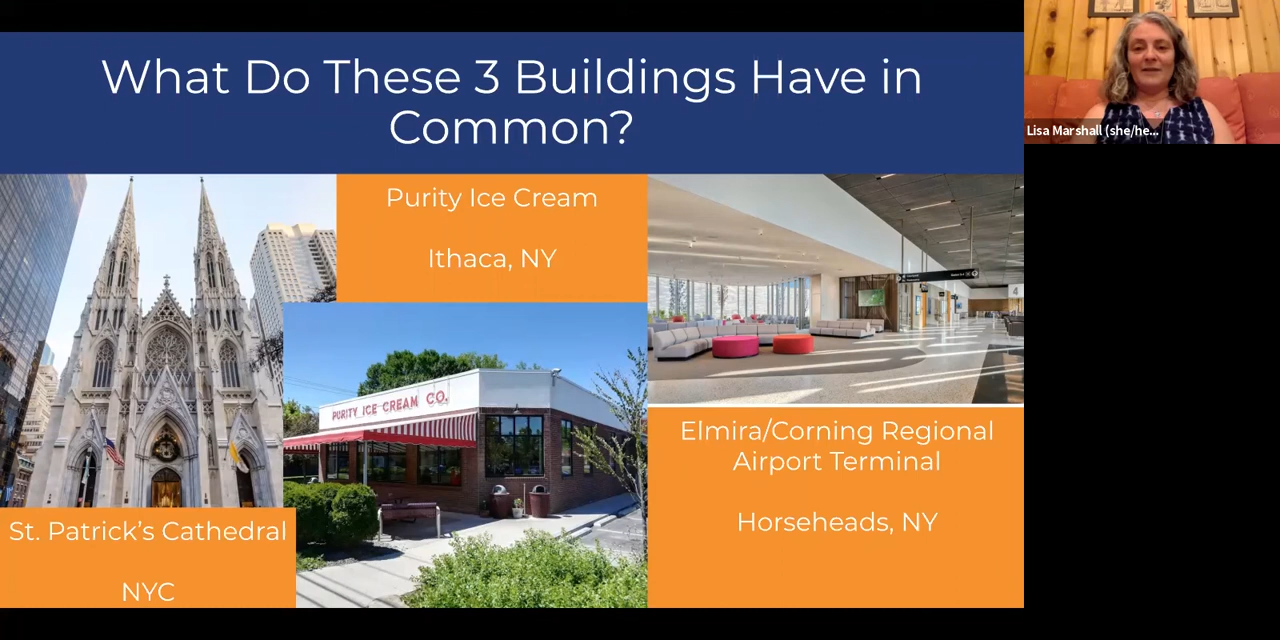 What Do These 3 Buildings Have in
Common?
Purity Ice Cream
Ithaca, NY
PURITY ICE CREAM CO.
St. Patrick's Cathedral
NYC
4
Elmira/Corning Regional
Airport Terminal
Horseheads, NY
Lisa Marshall (she/he...